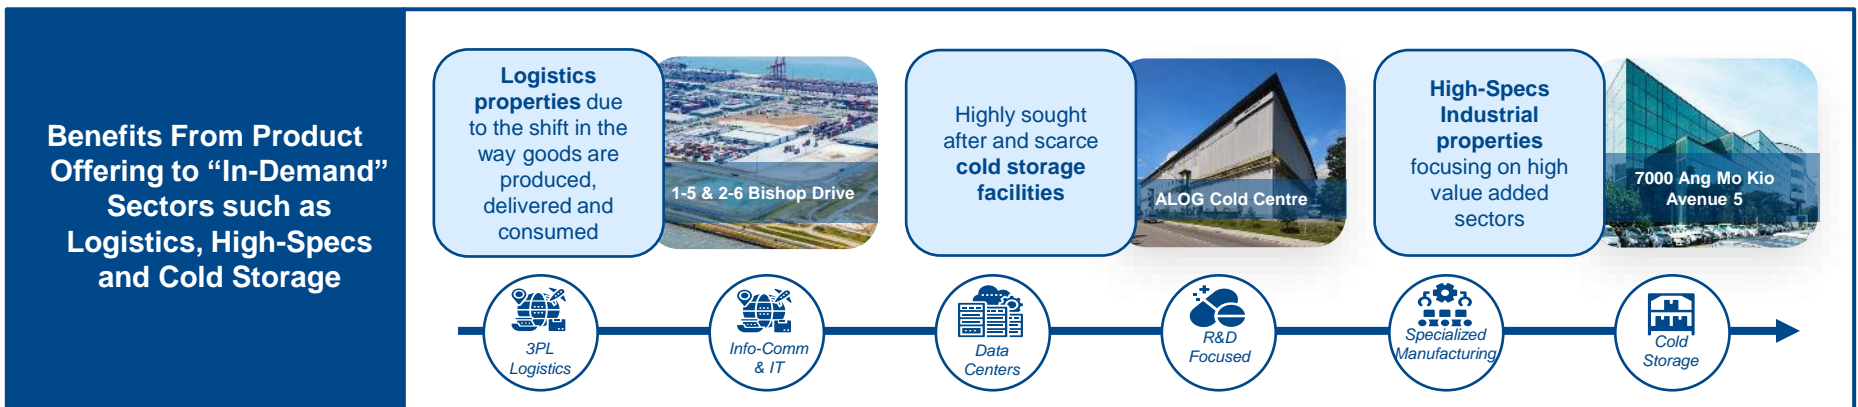 Benefits From Product
Offering to “In-Demand”
Sectors such as
Logistics, High-Specs
and Cold Storage
Logistics
properties due
to the shift in the
way goods are
produced,
delivered and
consumed
1-5 & 2-6 Bishop Drive
Highly sought
after and scarce
cold storage
facilities
ALOG Cold Centre
High-Specs
Industrial
properties
focusing on high
value added
sectors
7000 Ang Mo Kio
Avenue 5
3PL
Logistics
Info-Comm
& IT
Data
Centers
R&D
Focused
Specialized
Manufacturing
Cold
Storage